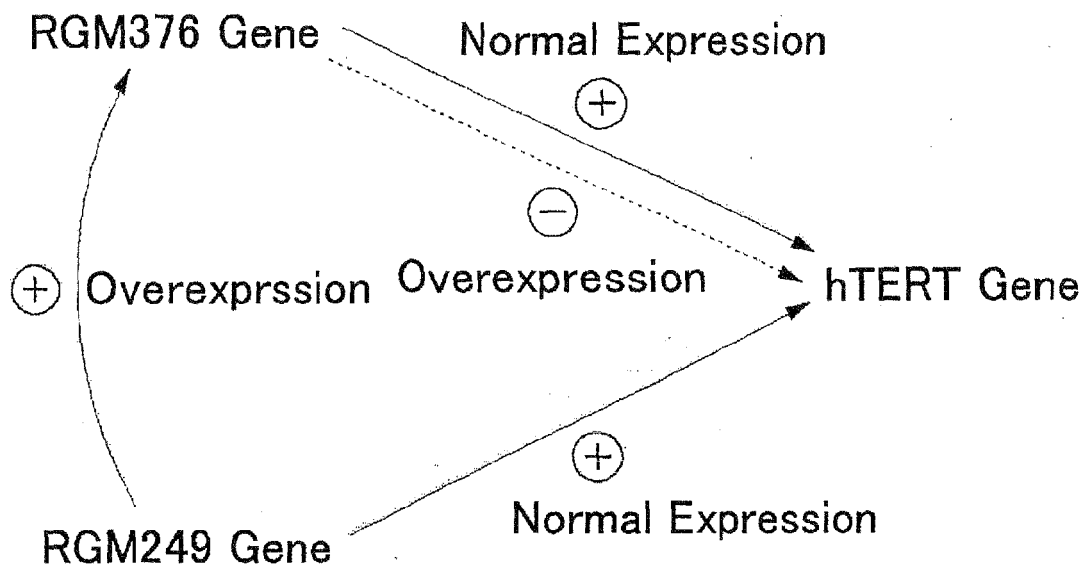 RGM376 Gene
Normal Expression
+
−
+ Overexprssion
Overexpression
hTERT Gene
+
Normal Expression
RGM249 Gene